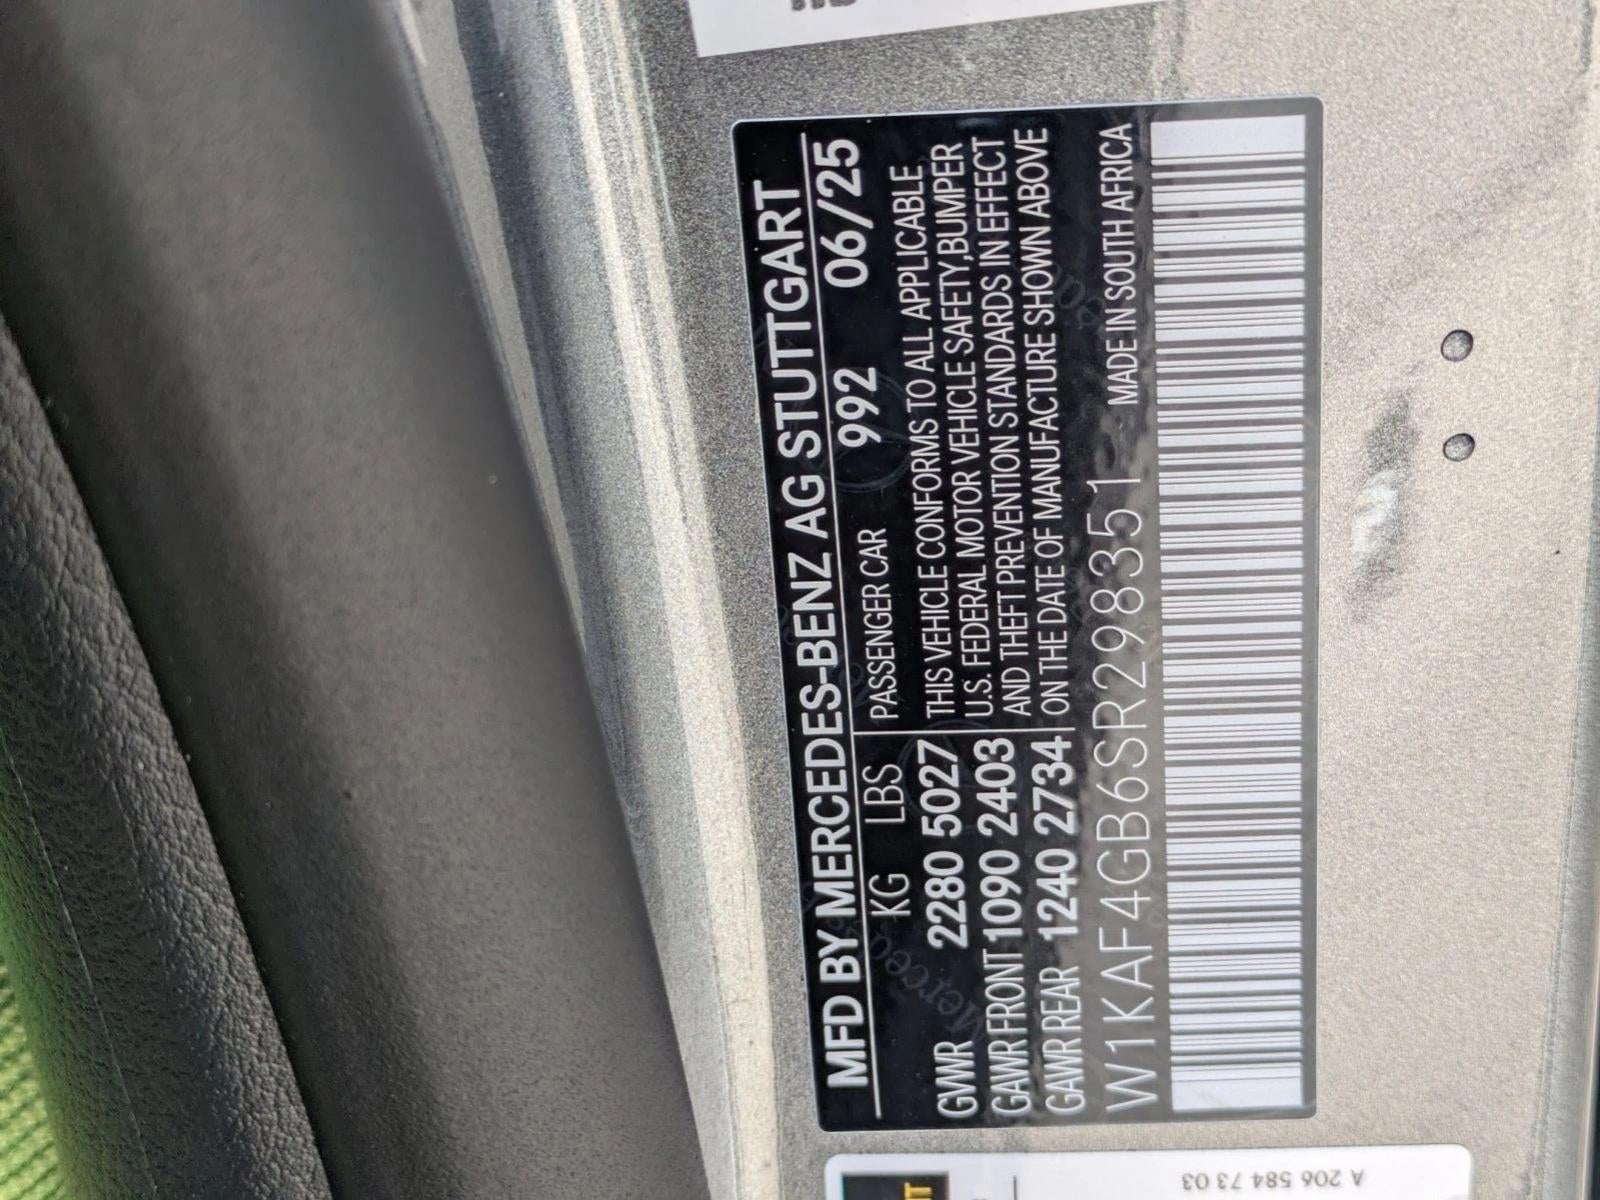 MFD BY MERCEDES-BENZ AG STUTTGART
KG LBS PASSENGER CAR 992 06/25
GVWR 2280 5027 THIS VEHICLE CONFORMS TO ALL APPLICABLE
U.S. FEDERAL MOTOR VEHICLE SAFETY,BUMPER
GAWR FRONT 1090 2403 AND THEFT PREVENTION STANDARDS IN EFFECT
GAWR REAR 1240 2734 ON THE DATE OF MANUFACTURE SHOWN ABOVE
W1KAF4GB6SR298351 MADE IN SOUTH AFRICA
A 206 584 73 03